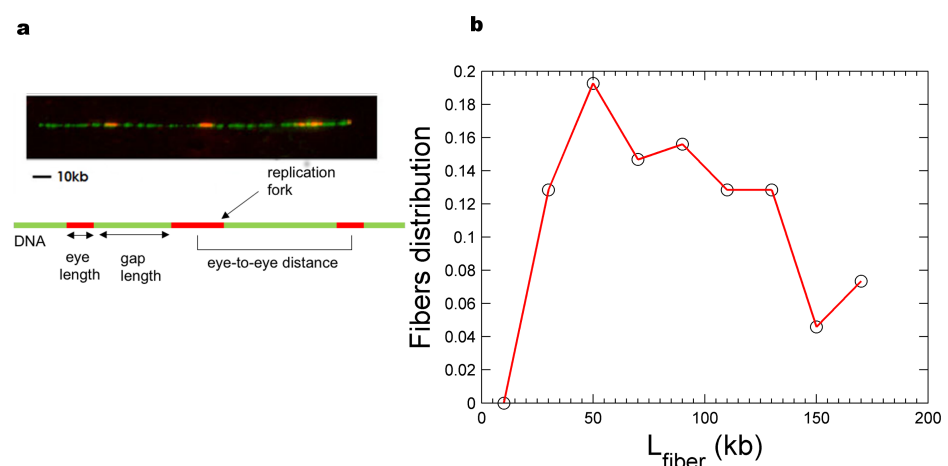 a
10kb
replication
fork
DNA
eye
length
gap
length
eye-to-eye distance
b
Fibers distribution
0.2
0.18
0.16
0.14
0.12
0.1
0.08
0.06
0.04
0.02
0
0 50 100 150 200
L fiber (kb)